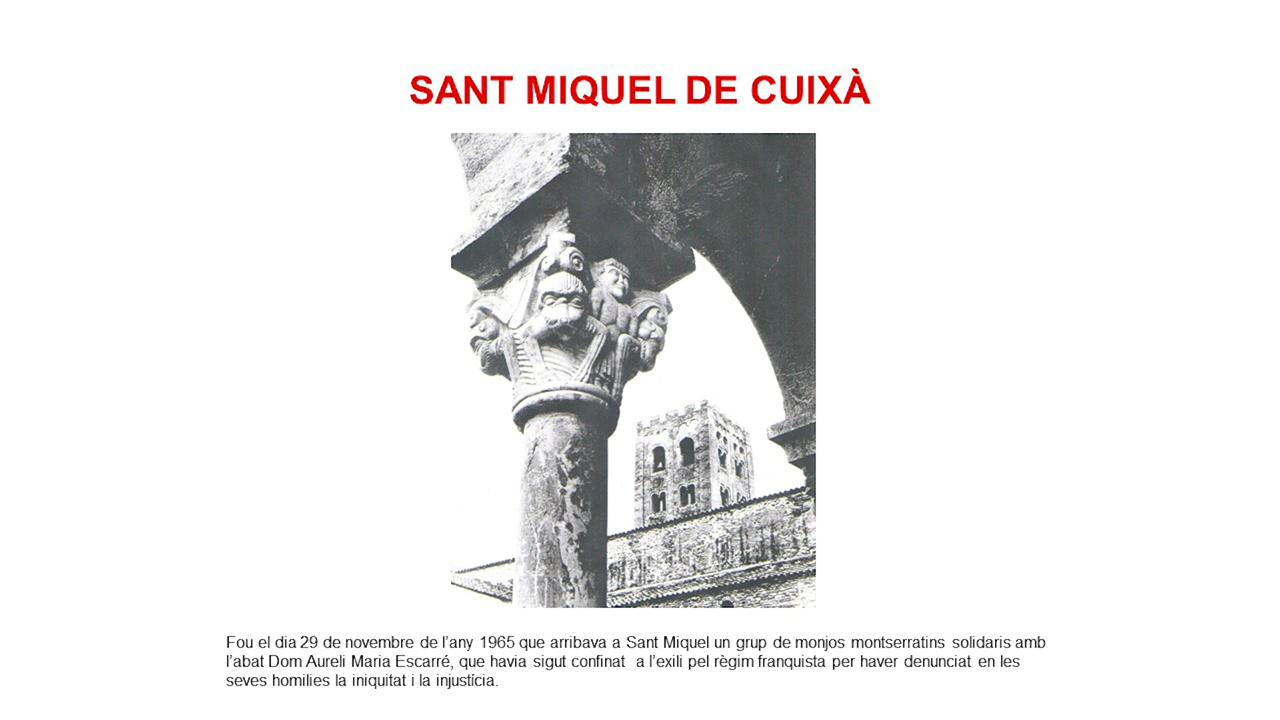 SANT MIQUEL DE CUIXÀ
Fou el dia 29 de novembre de l’any 1965 que arribava a Sant Miquel un grup de monjos montserratins solidaris amb
l’abat Dom Aureli Maria Escarré, que havia sigut confinat a l’exili pel règim franquista per haver denunciat en les
seves homilies la iniquitat i la injustícia.